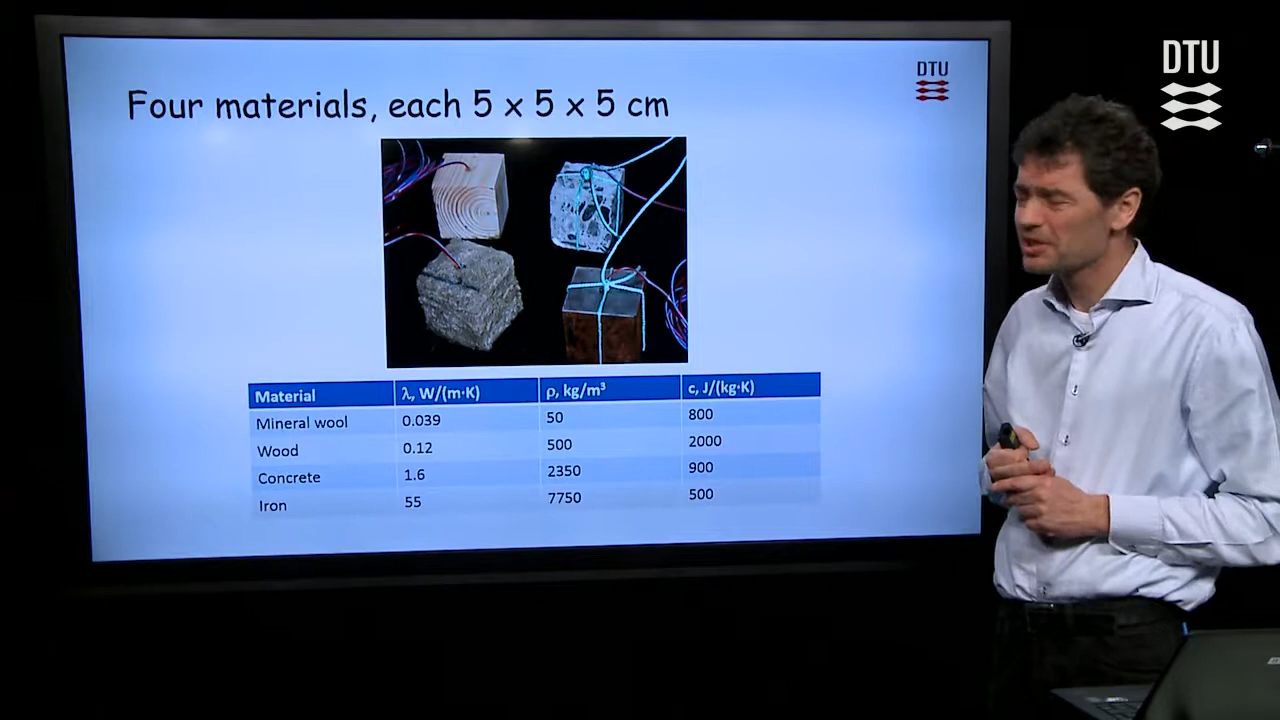 DTU
DTU
Four materials, each 5 x 5 x 5 cm
Material λ, W/(m·K) ρ, kg/m³ c, J/(kg·K)
Mineral wool 0.039 50 800
Wood 0.12 500 2000
Concrete 1.6 2350 900
Iron 55 7750 500